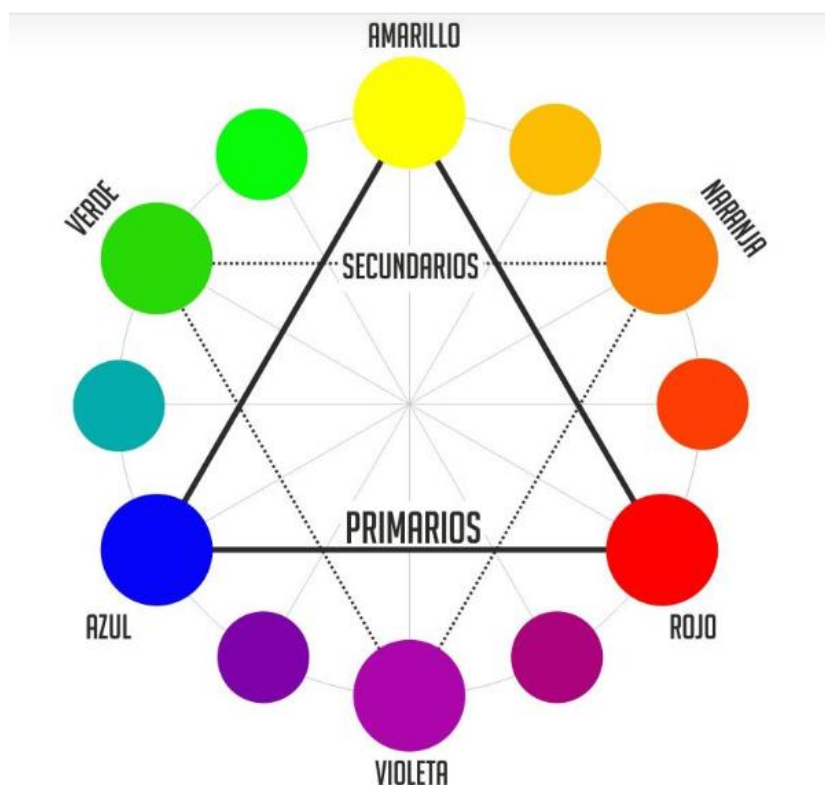 AMARILLO
VERDE
NARANJA
SECUNDARIOS
PRIMARIOS
AZUL
ROJO
VIOLETA